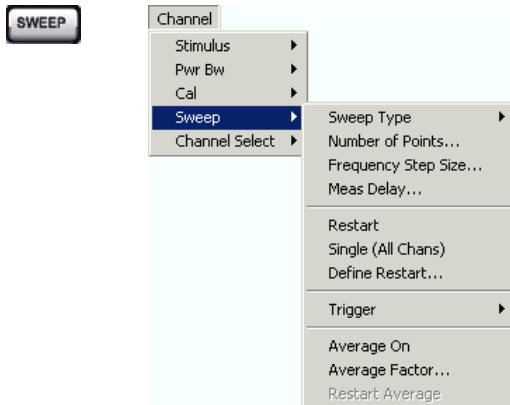 SWEEP
Channel
Stimulus
Pwr Bw
Cal
Sweep
Channel Select
Sweep Type
Number of Points...
Frequency Step Size...
Meas Delay...
Restart
Single (All Chans)
Define Restart...
Trigger
Average On
Average Factor...
Restart Average